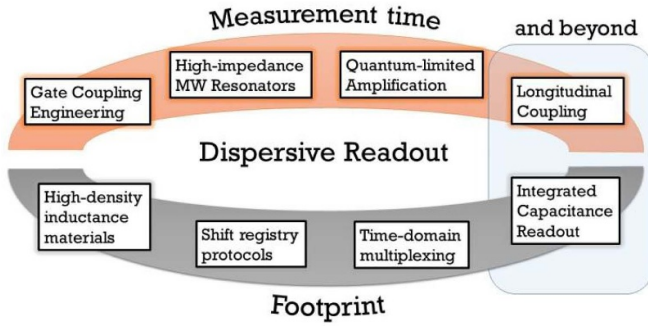 Measurement time
and beyond
Gate Coupling
Engineering
High-impedance
MW Resonators
Quantum-limited
Amplification
Longitudinal
Coupling
Dispersive Readout
High-density
inductance
materials
Shift registry
protocols
Time-domain
multiplexing
Integrated
Capacitance
Readout
Footprint